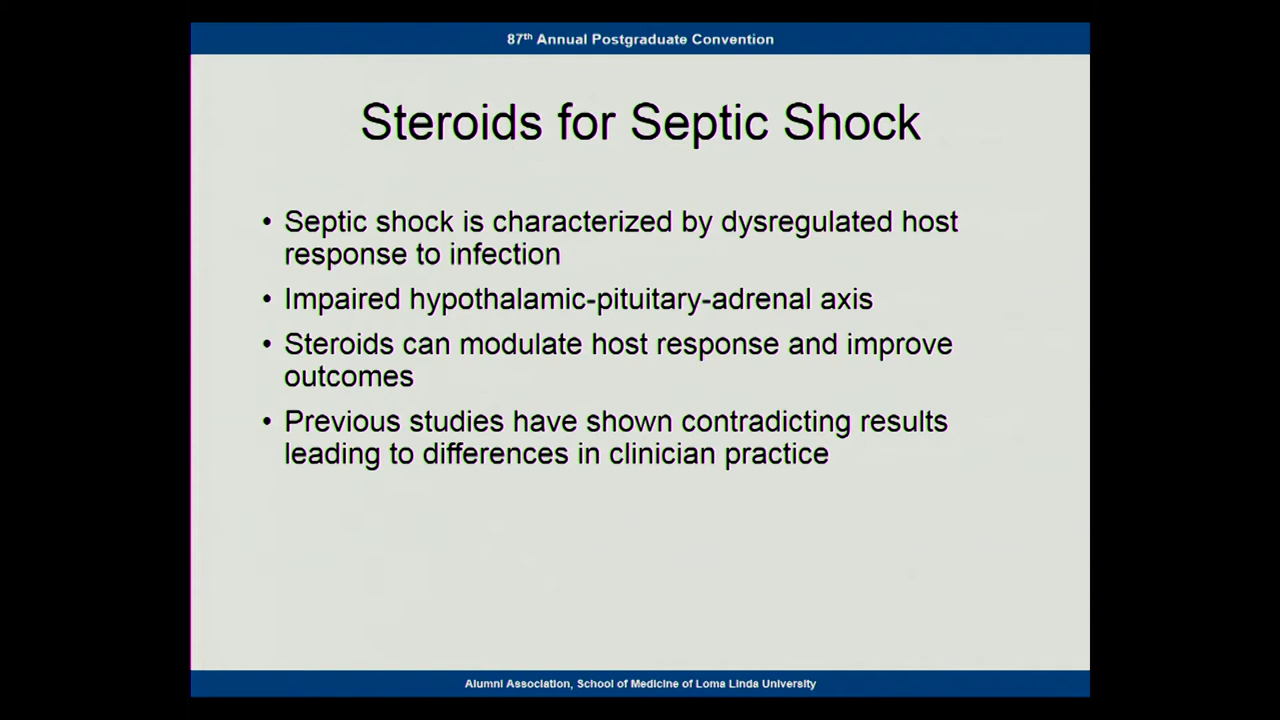 87th Annual Postgraduate Convention
Steroids for Septic Shock
• Septic shock is characterized by dysregulated host
response to infection
• Impaired hypothalamic-pituitary-adrenal axis
• Steroids can modulate host response and improve
outcomes
• Previous studies have shown contradicting results
leading to differences in clinician practice
Alumni Association, School of Medicine of Loma Linda University